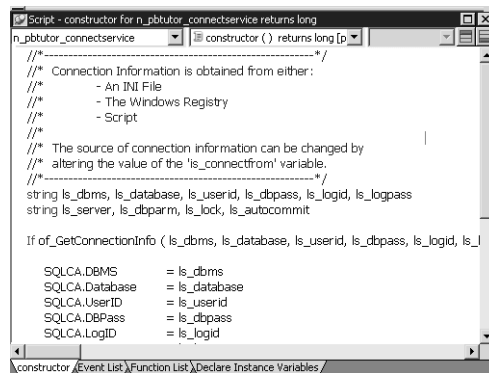 Script - constructor for n_pbtutor_connectservice returns long
n_pbtutor_connectservice constructor ( ) returns long [p
//*-------------------------------------------------------*/
//* Connection Information is obtained from either:
//* - An INI File
//* - The Windows Registry
//* - Script
//*
//* The source of connection information can be changed by
//* altering the value of the 'is_connectfrom' variable.
//*-------------------------------------------------------*/
string ls_dbms, ls_database, ls_userid, ls_dbpass, ls_logid, ls_logpass
string ls_server, ls_dbparm, ls_lock, ls_autocommit
If of_GetConnectionInfo ( ls_dbms, ls_database, ls_userid, ls_dbpass, ls_logid, ls_l
SQLCA.DBMS = ls_dbms
SQLCA.Database = ls_database
SQLCA.UserID = ls_userid
SQLCA.DBPass = ls_dbpass
SQLCA.LogID = ls_logid
constructor Event List Function List Declare Instance Variables